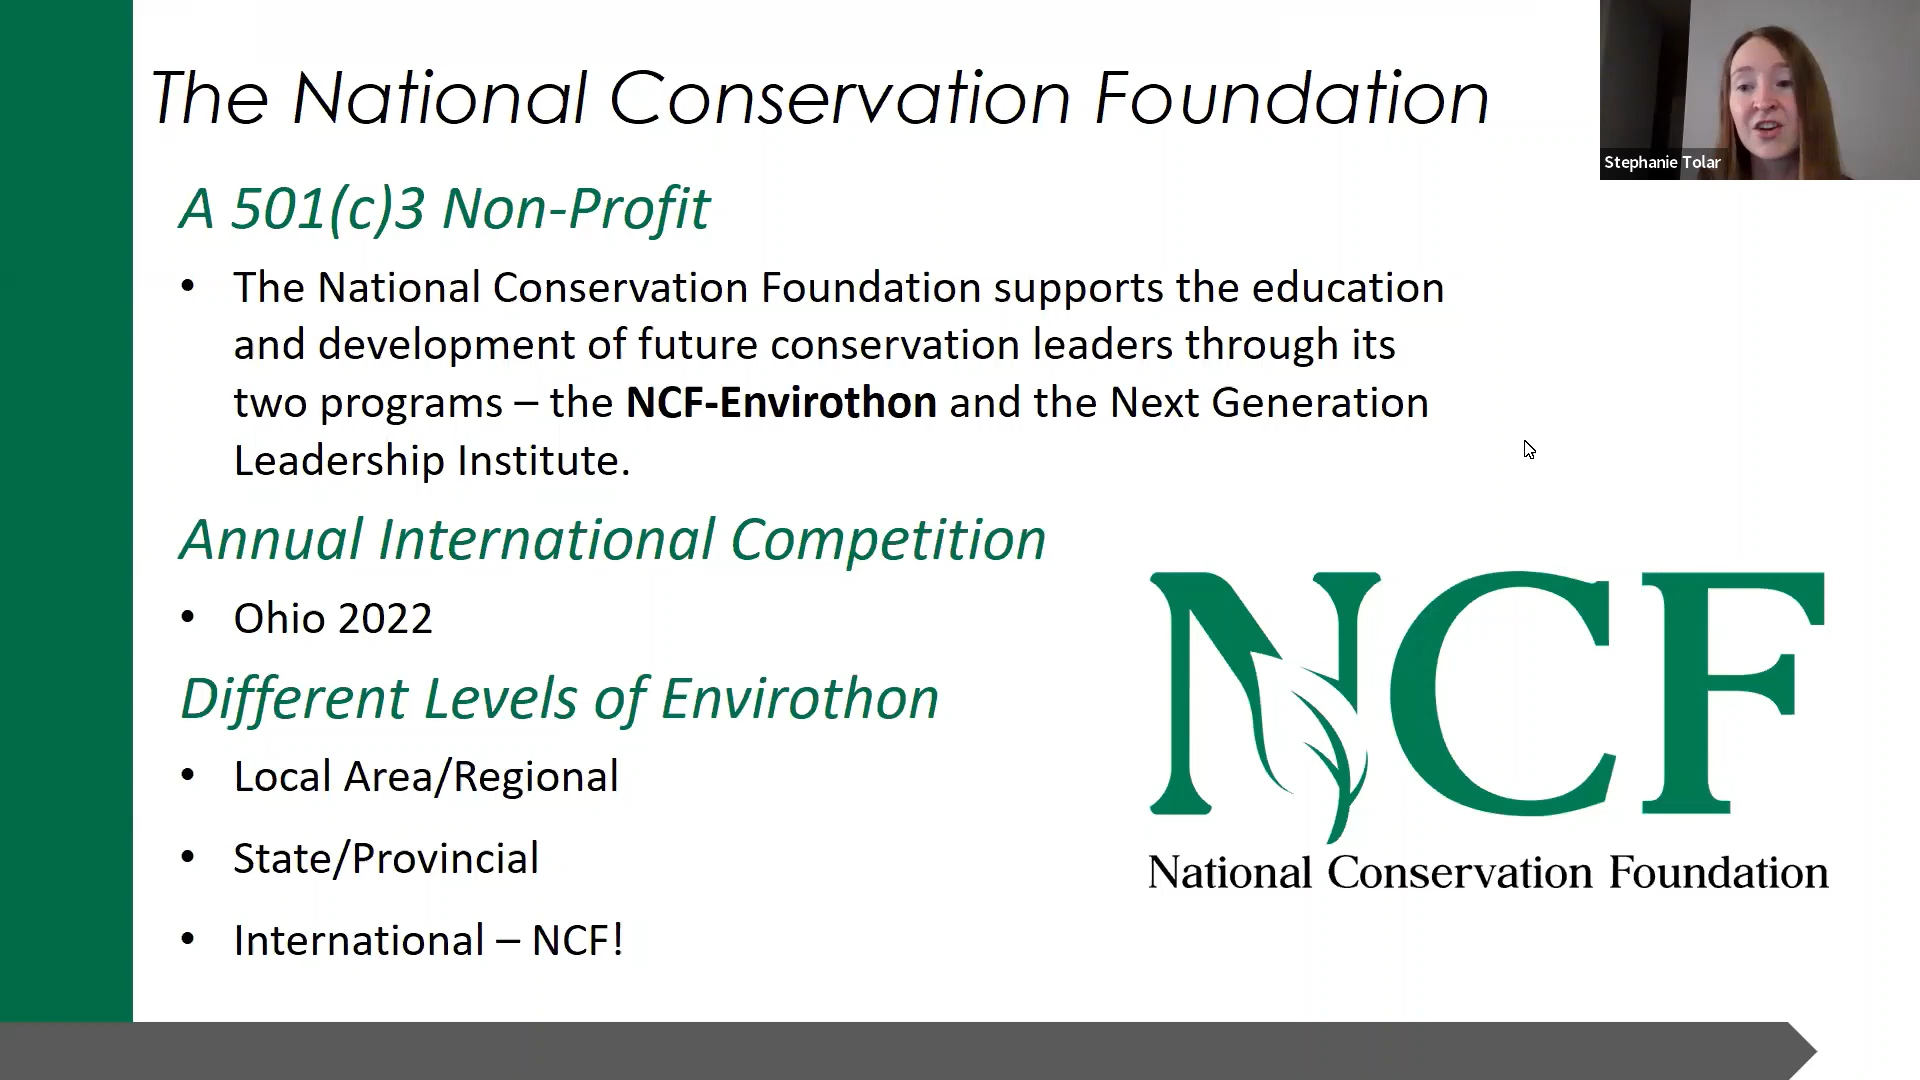 The National Conservation Foundation
Stephanie Tolar
A 501(c)3 Non-Profit
• The National Conservation Foundation supports the education
and development of future conservation leaders through its
two programs – the NCF-Envirothon and the Next Generation
Leadership Institute.
Annual International Competition
• Ohio 2022
Different Levels of Envirothon
• Local Area/Regional
• State/Provincial
• International – NCF!
NCF
National Conservation Foundation